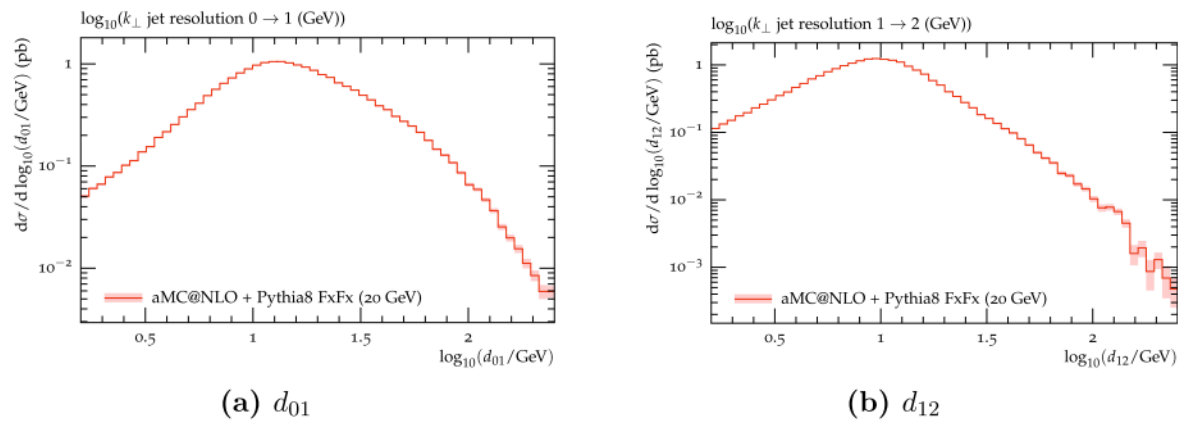 log₁₀(k⊥ jet resolution 0 → 1 (GeV))
dσ/d log₁₀(d₀₁/GeV) (pb)
1
10⁻¹
10⁻²
aMC@NLO + Pythia8 FxFx (20 GeV)
0.5 1 1.5 2
log₁₀(d₀₁/GeV)
(a) d₀₁
log₁₀(k⊥ jet resolution 1 → 2 (GeV))
dσ/d log₁₀(d₁₂/GeV) (pb)
1
10⁻¹
10⁻²
10⁻³
aMC@NLO + Pythia8 FxFx (20 GeV)
0.5 1 1.5 2
log₁₀(d₁₂/GeV)
(b) d₁₂